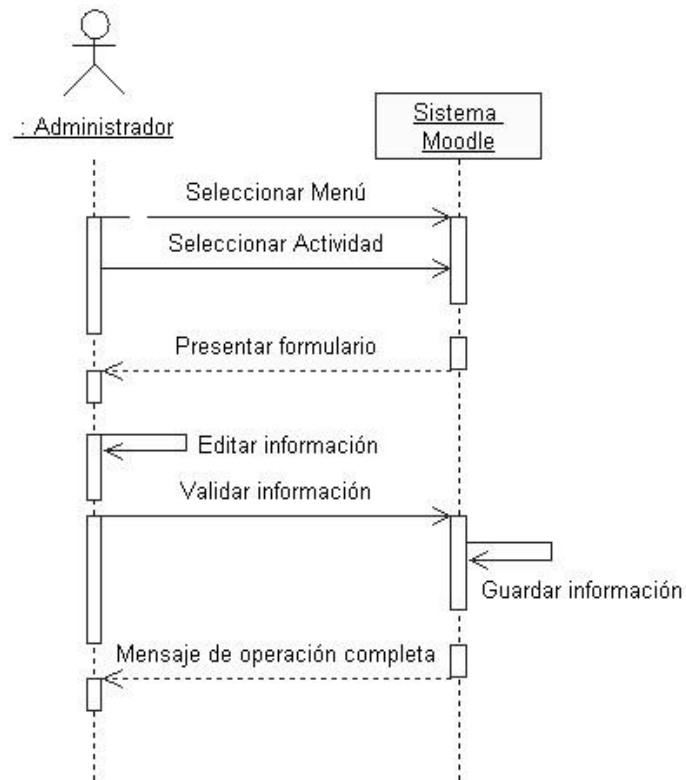 : Administrador
Sistema
Moodle
Seleccionar Menú
Seleccionar Actividad
Presentar formulario
Editar información
Validar información
Guardar información
Mensaje de operación completa